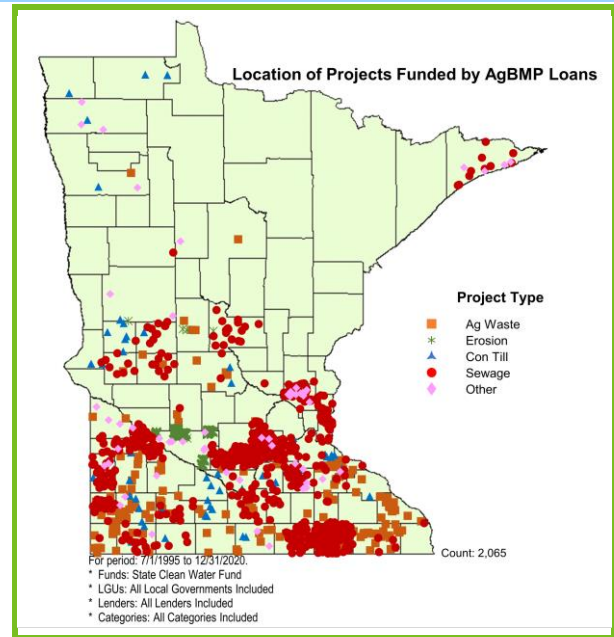 Location of Projects Funded by AgBMP Loans
Project Type
Ag Waste
Erosion
Con Till
Sewage
Other
Count: 2,065
For period: 7/1/1995 to 12/31/2020.
* Funds: State Clean Water Fund
* LGUs: All Local Governments Included
* Lenders: All Lenders Included
* Categories: All Categories Included